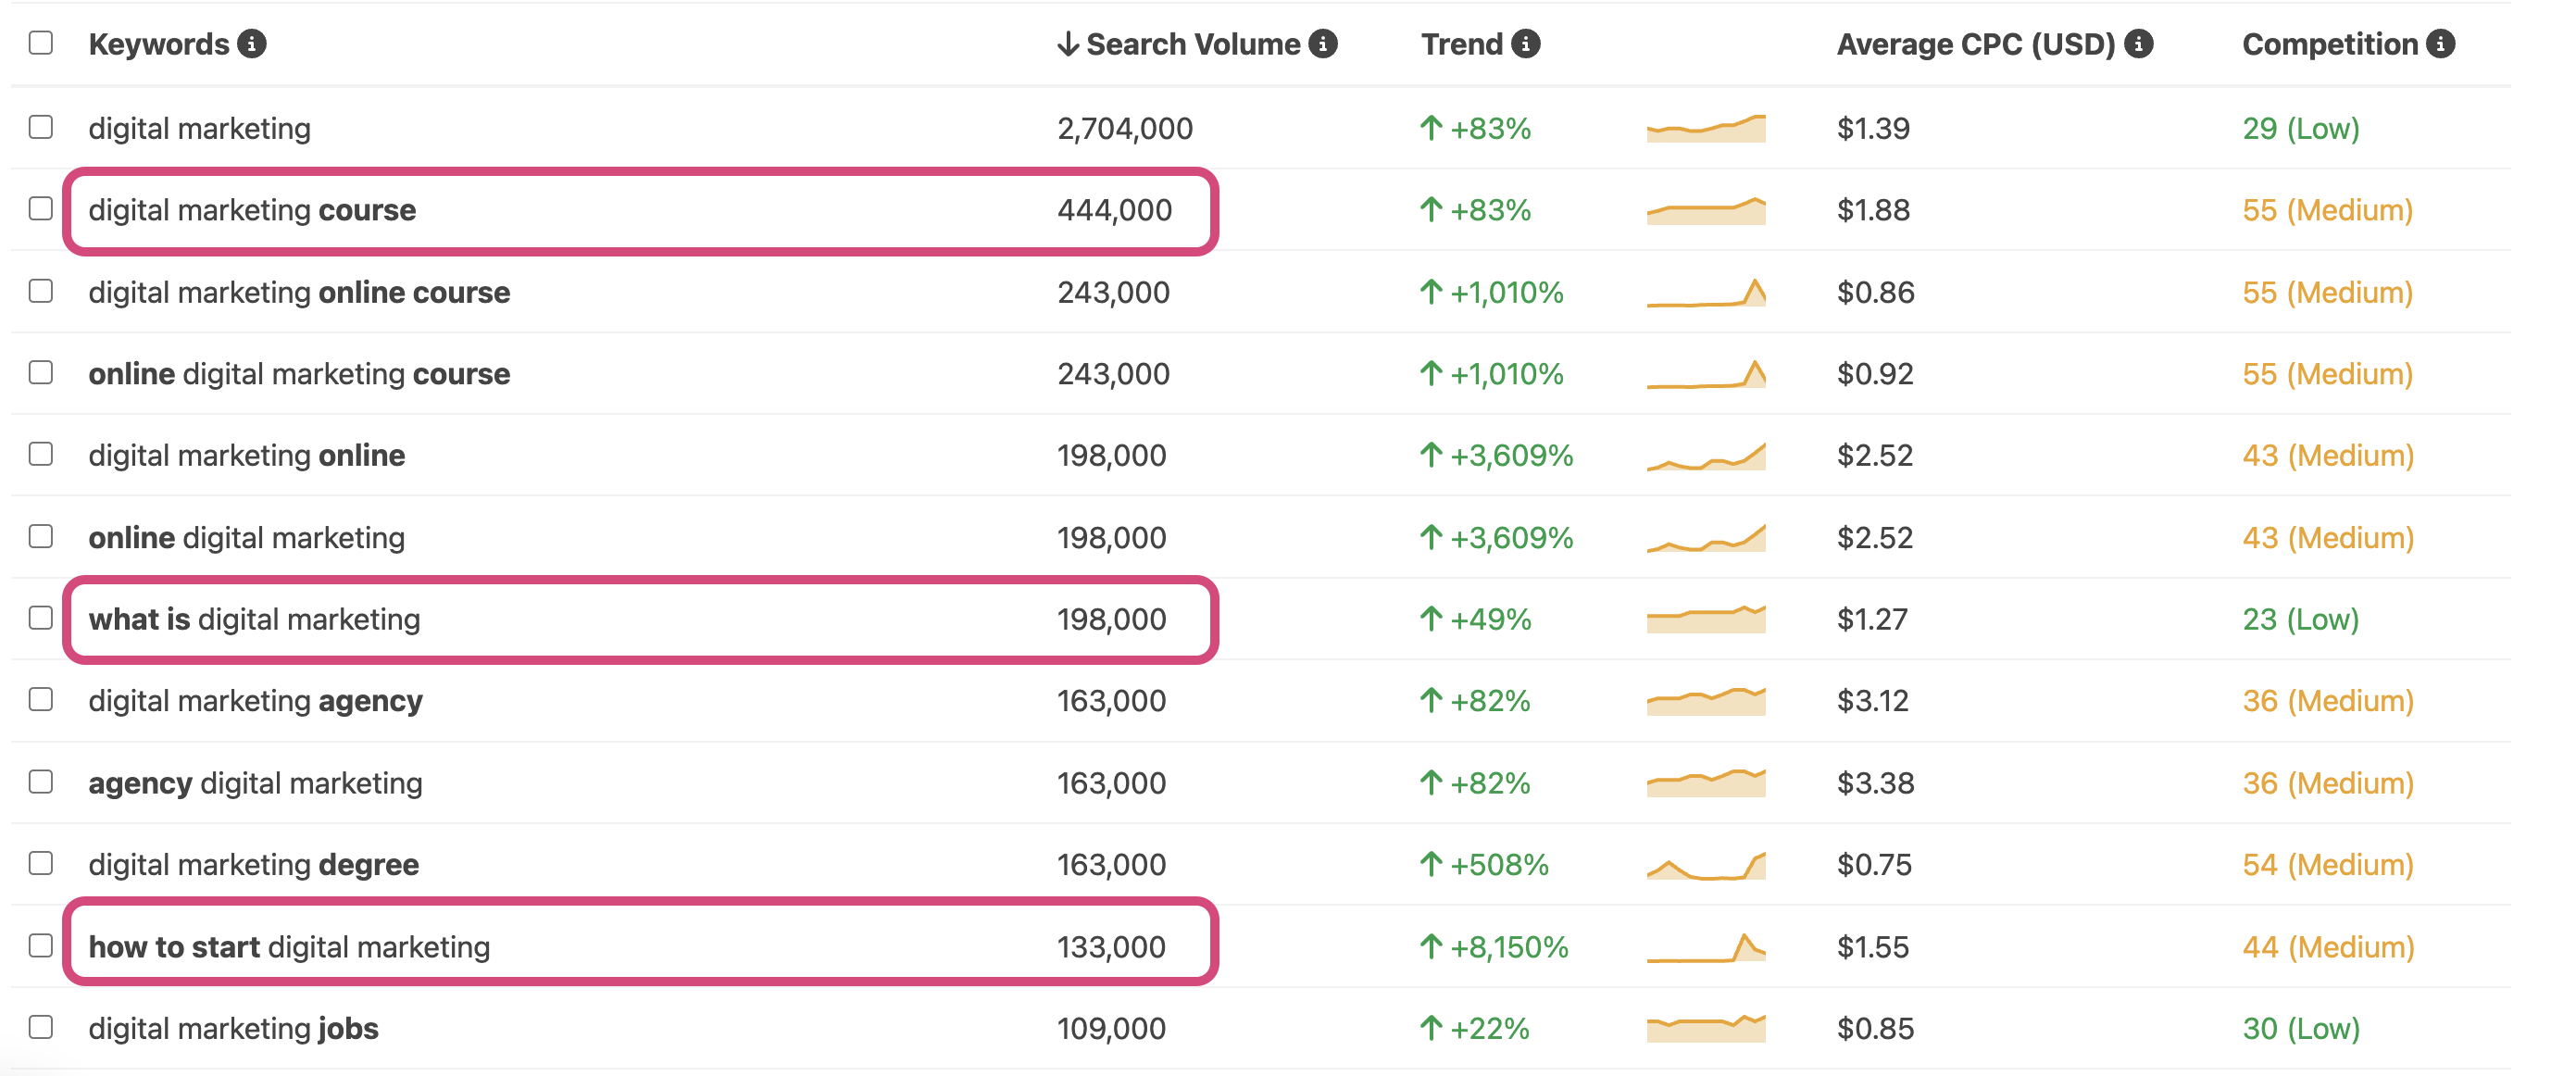 Keywords Search Volume Trend Average CPC (USD) Competition
digital marketing 2,704,000 +83% $1.39 29 (Low)
digital marketing course 444,000 +83% $1.88 55 (Medium)
digital marketing online course 243,000 +1,010% $0.86 55 (Medium)
online digital marketing course 243,000 +1,010% $0.92 55 (Medium)
digital marketing online 198,000 +3,609% $2.52 43 (Medium)
online digital marketing 198,000 +3,609% $2.52 43 (Medium)
what is digital marketing 198,000 +49% $1.27 23 (Low)
digital marketing agency 163,000 +82% $3.12 36 (Medium)
agency digital marketing 163,000 +82% $3.38 36 (Medium)
digital marketing degree 163,000 +508% $0.75 54 (Medium)
how to start digital marketing 133,000 +8,150% $1.55 44 (Medium)
digital marketing jobs 109,000 +22% $0.85 30 (Low)